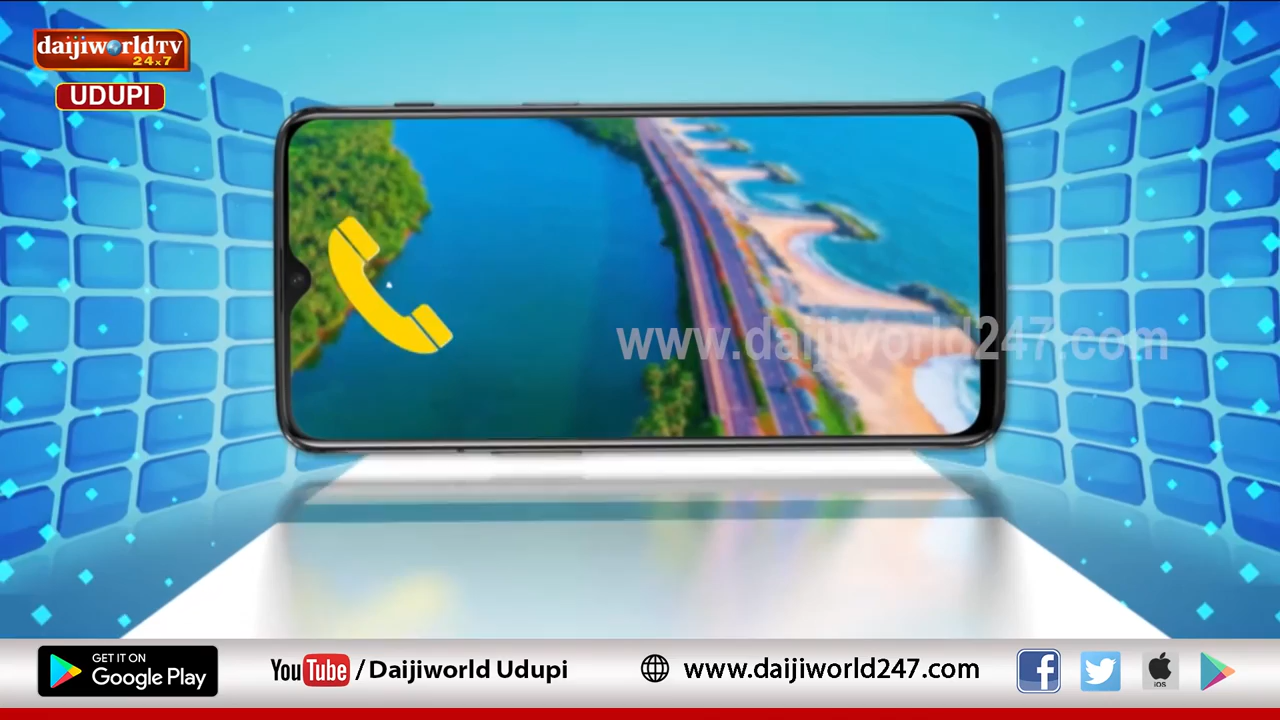 daijiworldTV
24x7
UDUPI
www.daijiworld247.com
GET IT ON
Google Play
YouTube / Daijiworld Udupi
www.daijiworld247.com
f
iOS